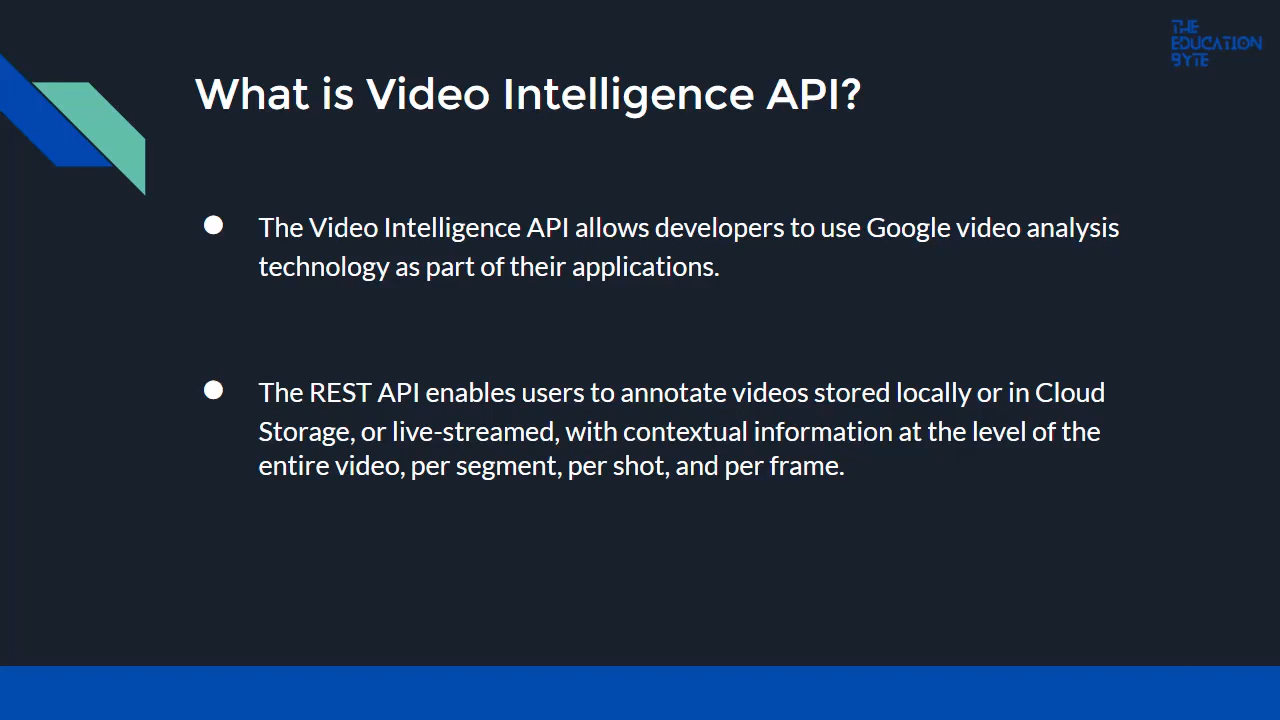 THE
EDUCATION
BYTE
What is Video Intelligence API?
The Video Intelligence API allows developers to use Google video analysis
technology as part of their applications.
The REST API enables users to annotate videos stored locally or in Cloud
Storage, or live-streamed, with contextual information at the level of the
entire video, per segment, per shot, and per frame.